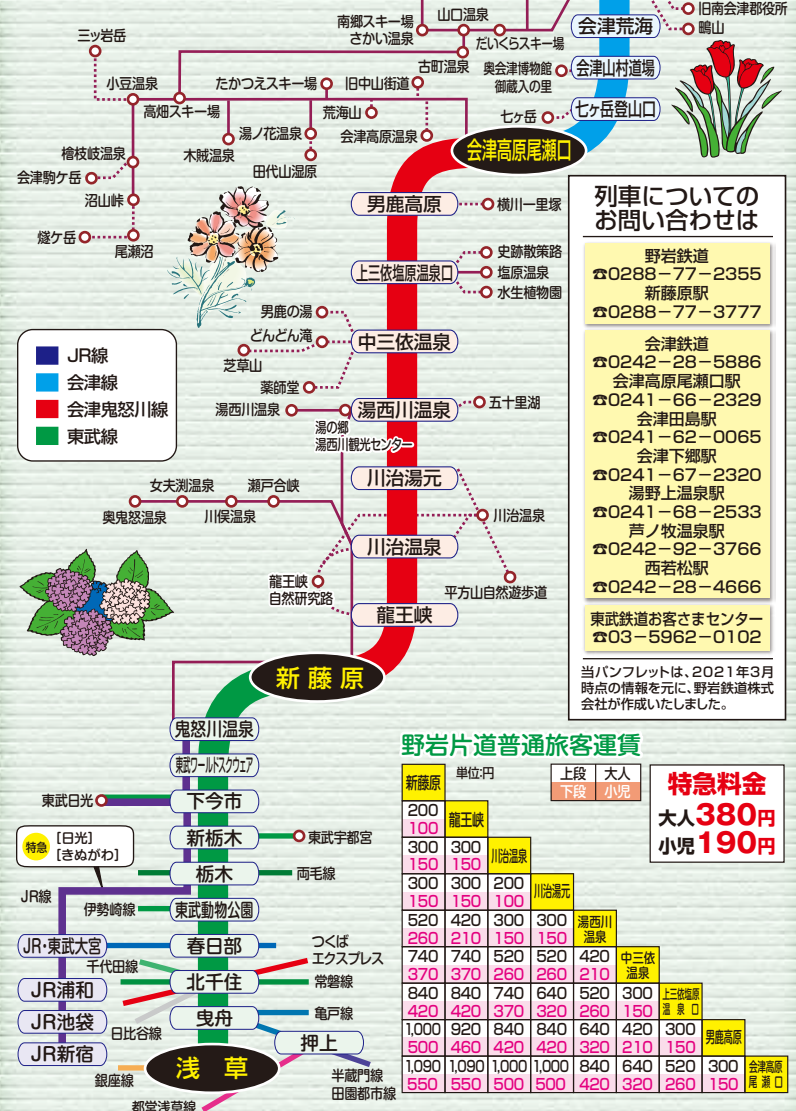 南郷スキー場
さかい温泉
山口温泉
だいくらスキー場
古町温泉
会津荒海
旧南会津郡役所
鴫山
奥会津博物館
御蔵入の里
会津山村道場
七ヶ岳
七ヶ岳登山口
三ッ岩岳
小豆温泉
高畑スキー場
たかつえスキー場
旧中山街道
荒海山
会津高原温泉
木賊温泉
湯ノ花温泉
田代山湿原
会津高原尾瀬口
檜枝岐温泉
会津駒ケ岳
沼山峠
燧ケ岳
尾瀬沼
男鹿高原
横川一里塚
上三依塩原温泉口
史跡散策路
塩原温泉
水生植物園
男鹿の湯
どんどん滝
芝草山
薬師堂
中三依温泉
湯西川温泉
湯の郷
湯西川観光センター
湯西川温泉
五十里湖
川治湯元
女夫渕温泉
瀬戸合峡
奥鬼怒温泉
川俣温泉
川治温泉
川治温泉
龍王峡
自然研究路
平方山自然遊歩道
龍王峡
新藤原
JR線
会津線
会津鬼怒川線
東武線
列車についての
お問い合わせは
野岩鉄道
☎0288-77-2355
新藤原駅
☎0288-77-3777
会津鉄道
☎0242-28-5886
会津高原尾瀬口駅
☎0241-66-2329
会津田島駅
☎0241-62-0065
会津下郷駅
☎0241-67-2320
湯野上温泉駅
☎0241-68-2533
芦ノ牧温泉駅
☎0242-92-3766
西若松駅
☎0242-28-4666
東武鉄道お客さまセンター
☎03-5962-0102
当パンフレットは、2021年3月
時点の情報を元に、野岩鉄道株式
会社が作成いたしました。
鬼怒川温泉
東武ワールドスクウェア
東武日光
下今市
新栃木
東武宇都宮
特急
[日光]
[きぬがわ]
栃木
両毛線
JR線
伊勢崎線
東武動物公園
JR・東武大宮
春日部
つくば
エクスプレス
千代田線
北千住
常磐線
JR浦和
JR池袋
日比谷線
曳舟
亀戸線
押上
JR新宿
浅草
銀座線
半蔵門線
田園都市線
都営浅草線
野岩片道普通旅客運賃
単位:円
上段 大人
下段 小児
特急料金
大人380円
小児190円
新藤原
200
100
龍王峡
300 300
150 150
川治温泉
300 300 200
150 150 100
川治湯元
520 420 300 300
260 210 150 150
湯西川
温泉
740 740 520 520 420
370 370 260 260 210
中三依
温泉
840 840 740 640 520 300
420 420 370 320 260 150
上三依塩原
温泉口
1,000 920 840 840 640 420 300
500 460 420 420 320 210 150
男鹿高原
1,090 1,090 1,000 1,000 840 640 520 300
550 550 500 500 420 320 260 150
会津高原
尾瀬口